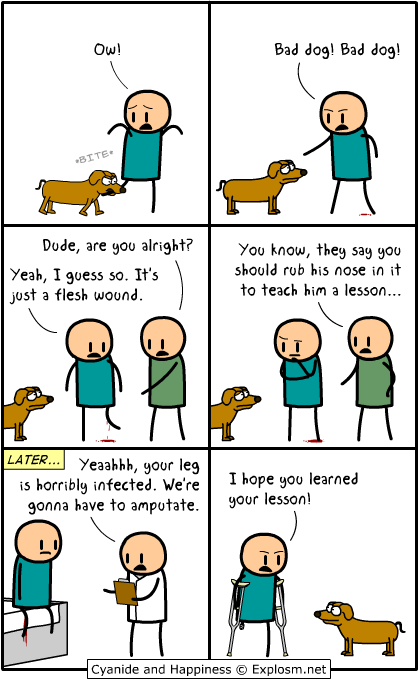 Ow!
*BITE*
Bad dog! Bad dog!
Dude, are you alright?
Yeah, I guess so. It's
just a flesh wound.
You know, they say you
should rub his nose in it
to teach him a lesson...
LATER...
Yeaahhh, your leg
is horribly infected. We're
gonna have to amputate.
I hope you learned
your lesson!
Cyanide and Happiness © Explosm.net